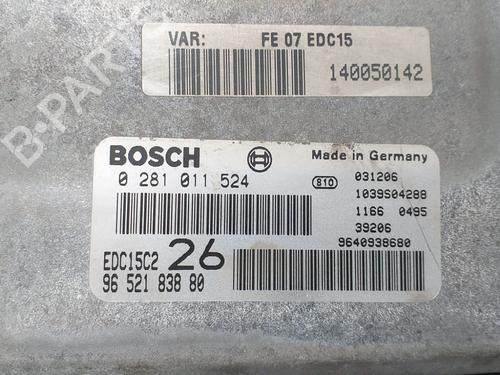 VAR: FE 07 EDC15
140050142
BOSCH Made in Germany
0 281 011 524 810 031206
1039S04288
1166 0495
39206
9640938680
EDC15C2 26
96 521 838 80
B-PARTS